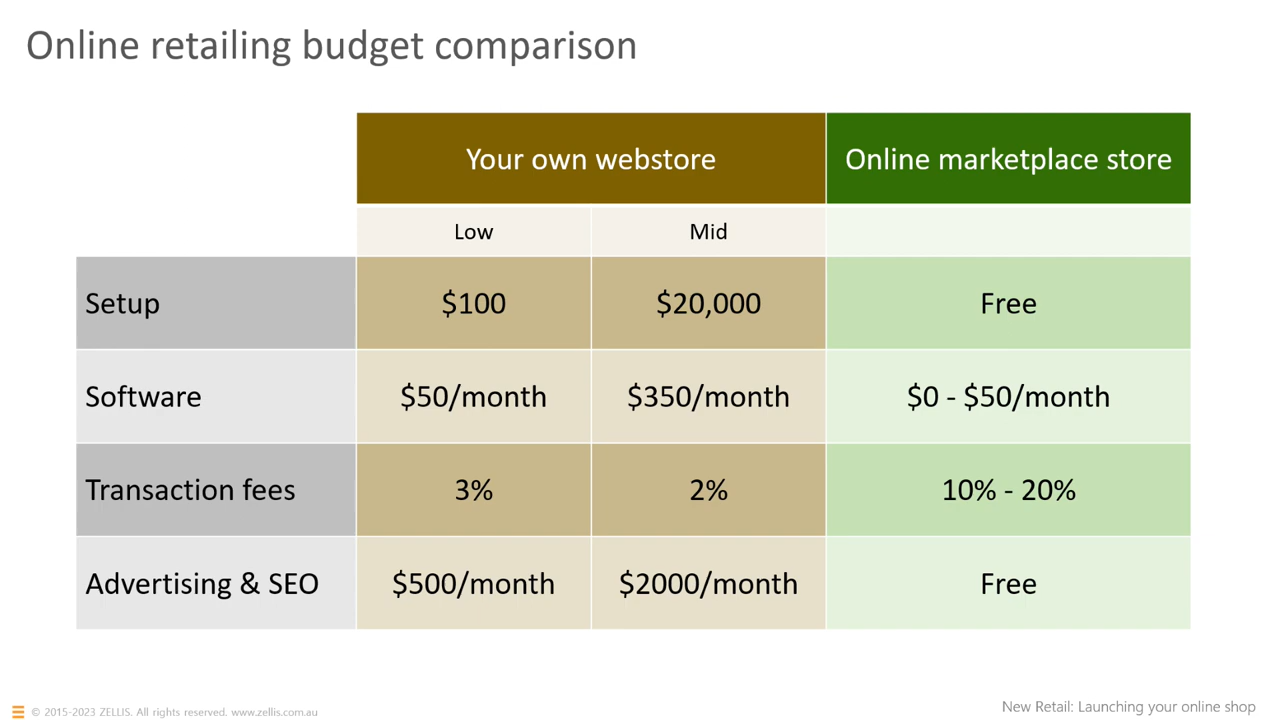 Online retailing budget comparison
Your own webstore Online marketplace store
Low Mid
Setup $100 $20,000 Free
Software $50/month $350/month $0 - $50/month
Transaction fees 3% 2% 10% - 20%
Advertising & SEO $500/month $2000/month Free
© 2015-2023 ZELLIS. All rights reserved. www.zellis.com.au
New Retail: Launching your online shop